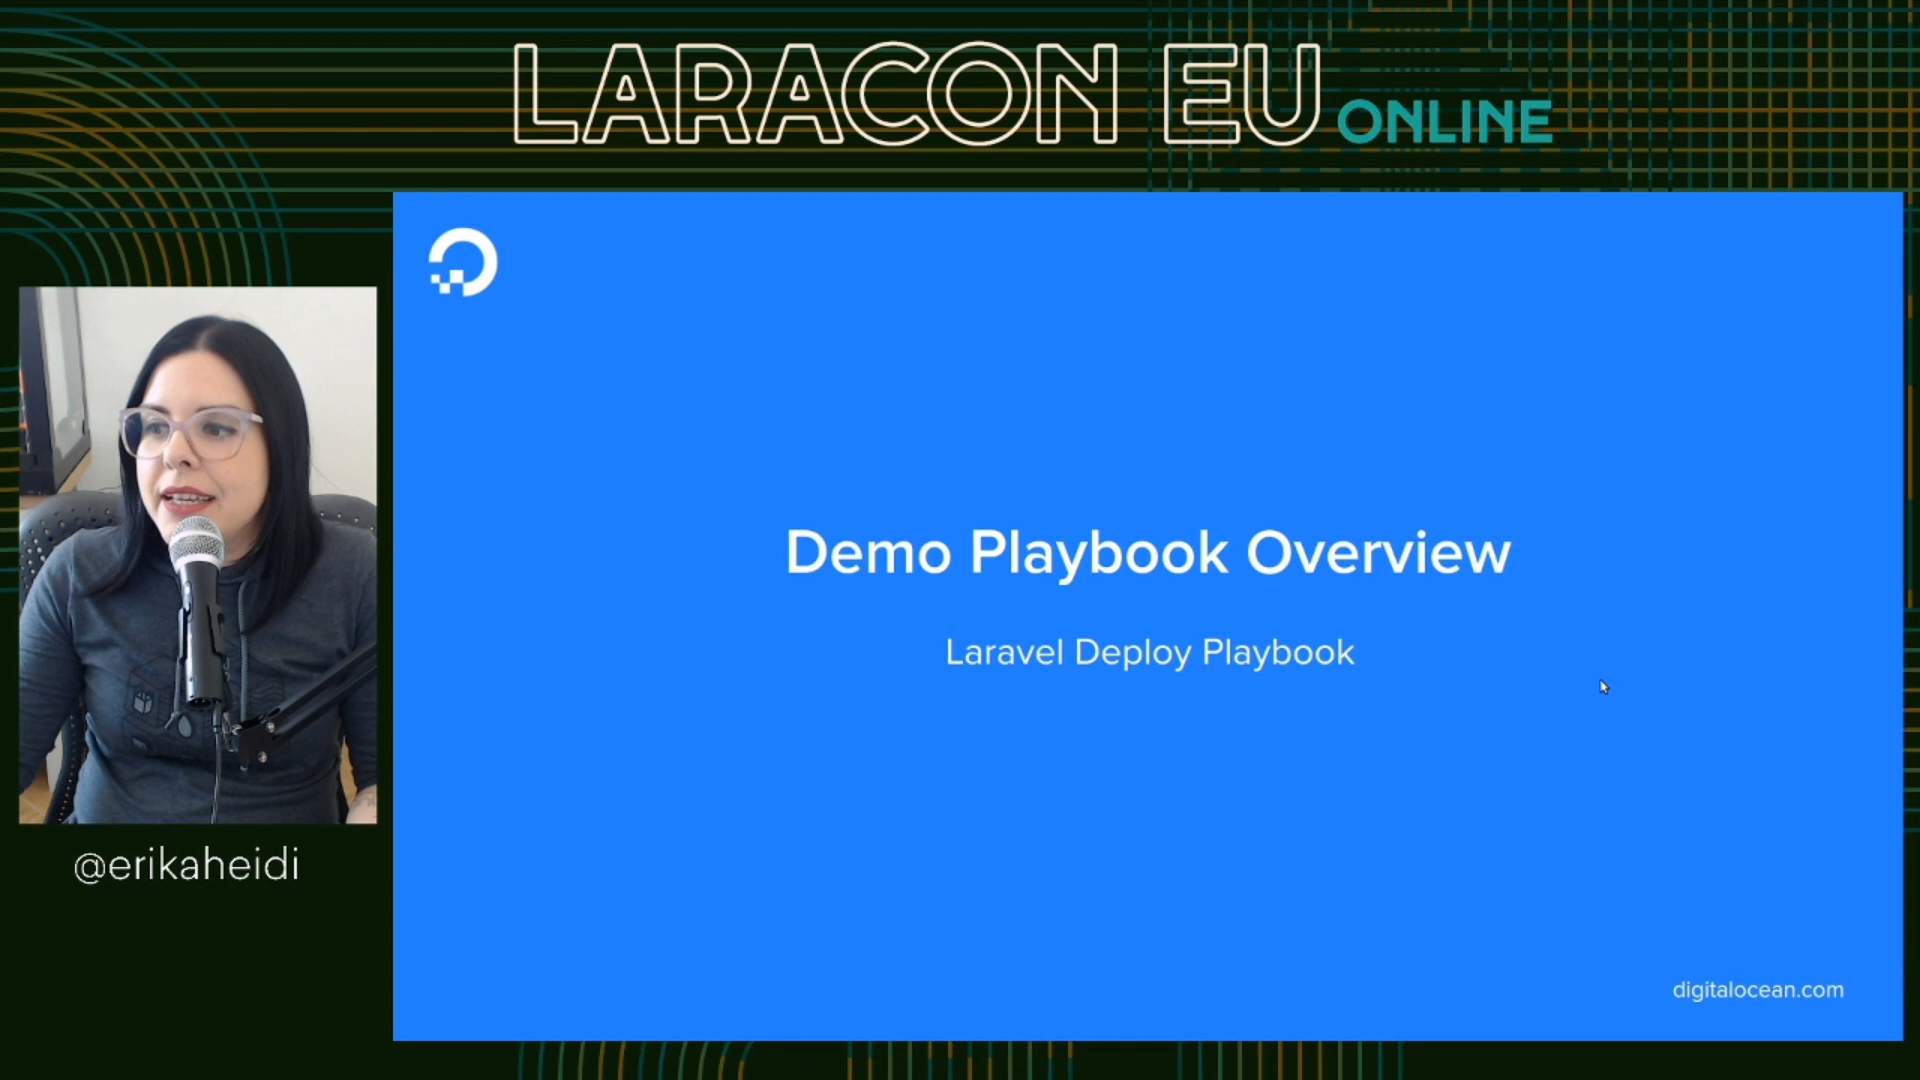 LARACON EU ONLINE
Demo Playbook Overview
Laravel Deploy Playbook
@erikaheidi
digitalocean.com